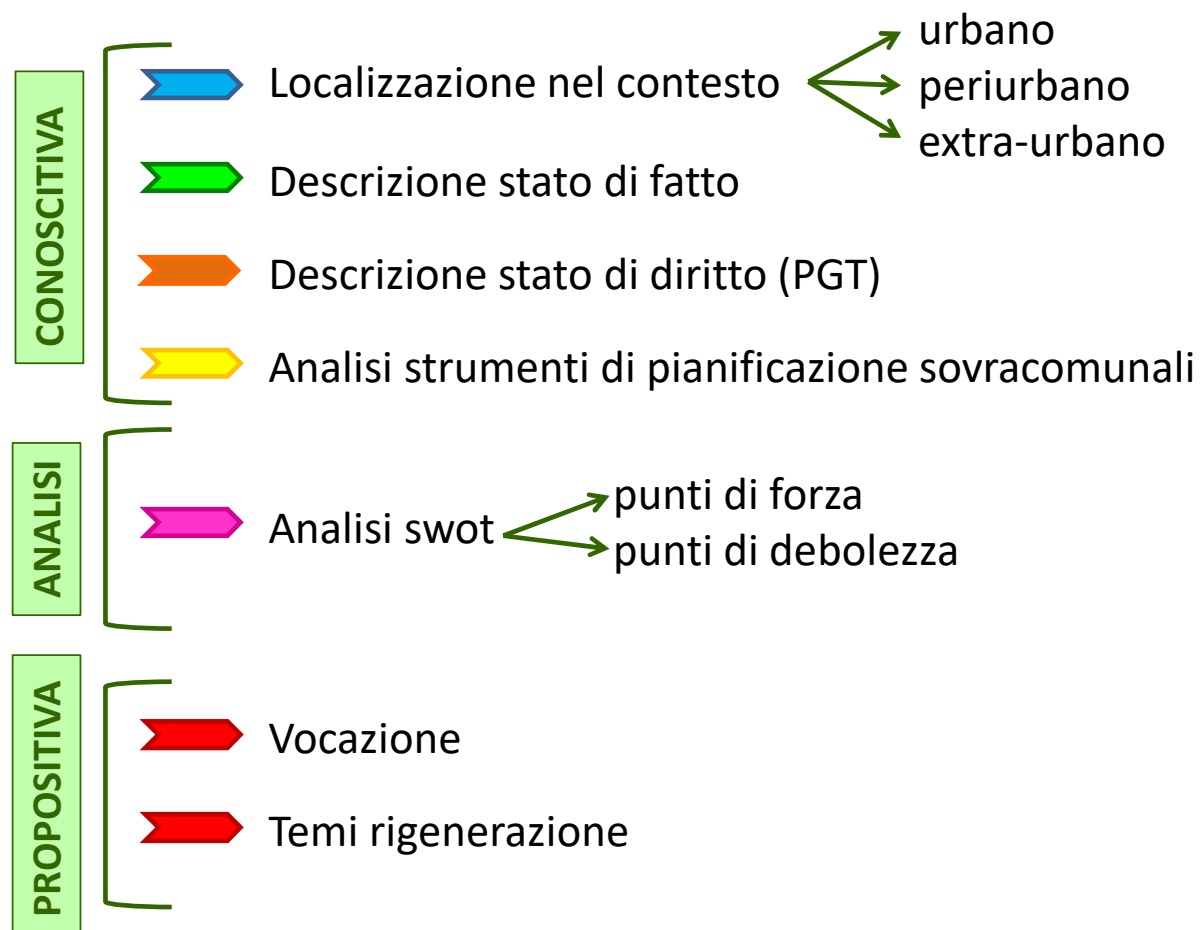 CONOSCITIVA
Localizzazione nel contesto
urbano
periurbano
extra-urbano
Descrizione stato di fatto
Descrizione stato di diritto (PGT)
Analisi strumenti di pianificazione sovracomunali
ANALISI
Analisi swot
punti di forza
punti di debolezza
PROPOSITIVA
Vocazione
Temi rigenerazione